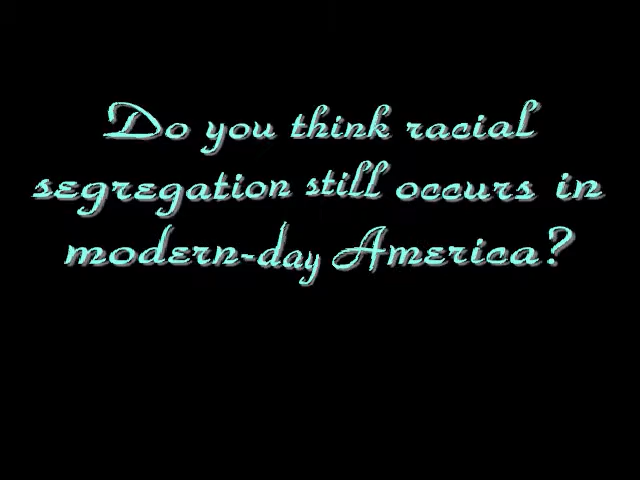 Do you think racial
segregation still occurs in
modern-day America?